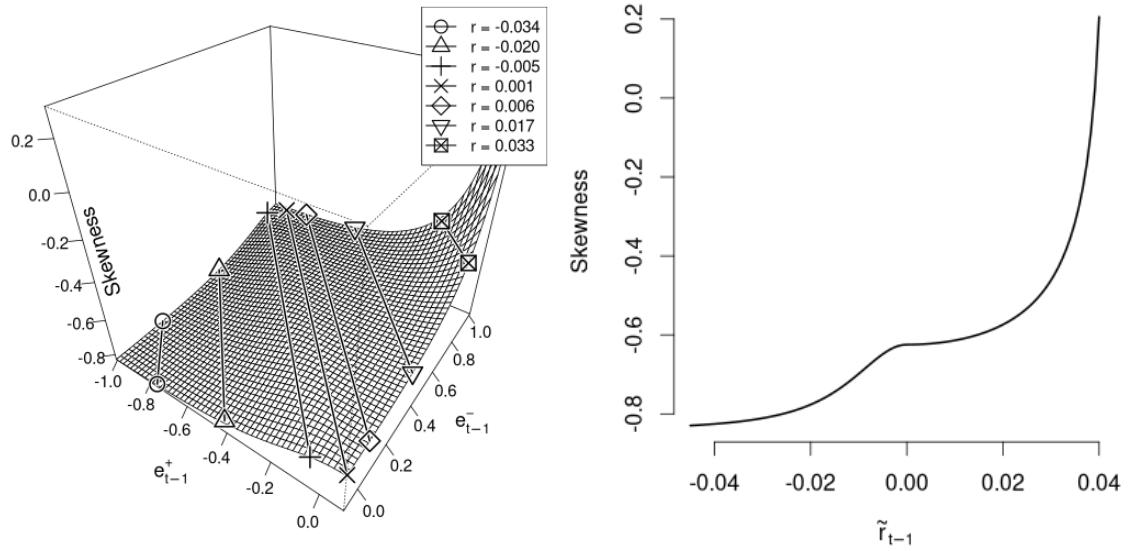 r = -0.034
r = -0.020
r = -0.005
r = 0.001
r = 0.006
r = 0.017
r = 0.033
0.2
0.0
-0.2
-0.4
-0.6
-0.8
Skewness
-1.0
-0.8
-0.6
-0.4
-0.2
0.0
e⁺ₜ₋₁
0.0
0.2
0.4
0.6
0.8
1.0
e⁻ₜ₋₁
Skewness
0.2
0.0
-0.2
-0.4
-0.6
-0.8
-0.04 -0.02 0.00 0.02 0.04
r̃ₜ₋₁